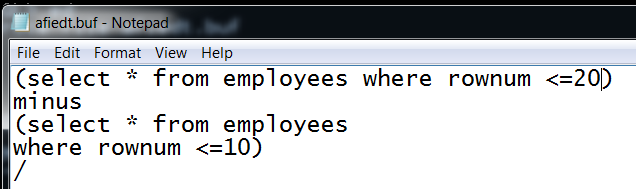 afiedt.buf - Notepad
File Edit Format View Help
(select * from employees where rownum <=20)
minus
(select * from employees
where rownum <=10)
/